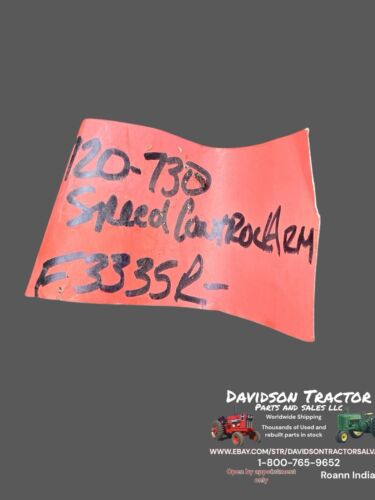 720-730
Speed Control ARM
F3335R-
DAVIDSON TRACTOR
PARTS AND SALES LLC
Worldwide Shipping
Thousands of Used and
rebuilt parts in stock
WWW.EBAY.COM/STR/DAVIDSONTRACTORSALV
1-800-765-9652
Open by appointment
only
Roann India